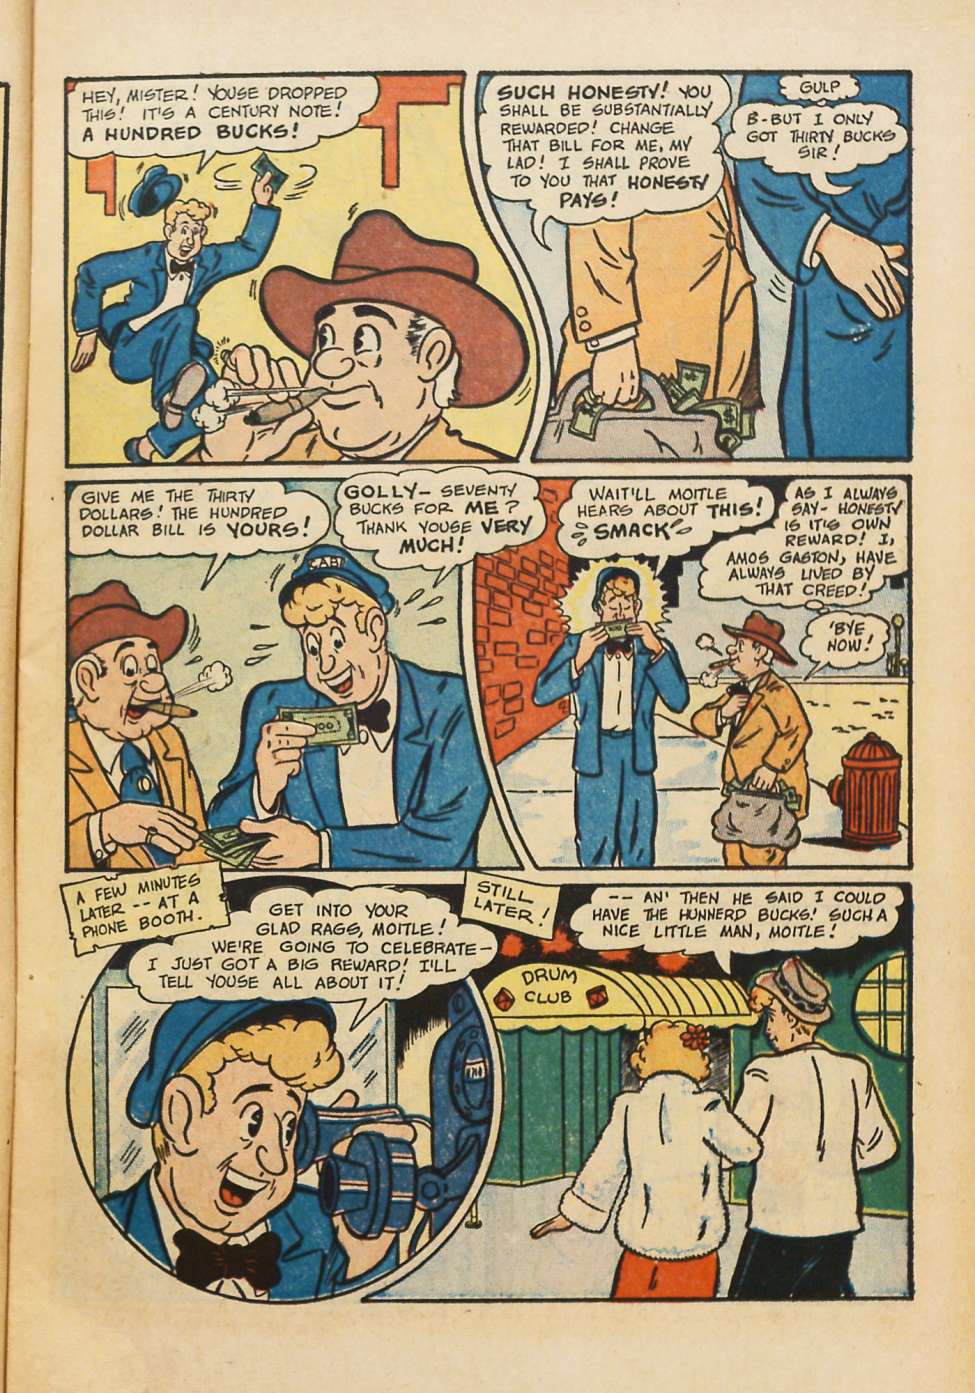 HEY, MISTER! YOUSE DROPPED
THIS! IT'S A CENTURY NOTE!
A HUNDRED BUCKS!
SUCH HONESTY! YOU
SHALL BE SUBSTANTIALLY
REWARDED! CHANGE
THAT BILL FOR ME, MY
LAD! I SHALL PROVE
TO YOU THAT HONESTY
PAYS!
GULP
B-BUT I ONLY
GOT THIRTY BUCKS
SIR!
GIVE ME THE THIRTY
DOLLARS! THE HUNDRED
DOLLAR BILL IS YOURS!
GOLLY- SEVENTY
BUCKS FOR ME?
THANK YOUSE VERY
MUCH!
CAB
100
WAIT'LL MOITLE
HEARS ABOUT THIS!
SMACK
AS I ALWAYS
SAY- HONESTY
IS IT'S OWN
REWARD! I,
AMOS GASTON, HAVE
ALWAYS LIVED BY
THAT CREED!
'BYE
NOW!
A FEW MINUTES
LATER -- AT A
PHONE BOOTH.
GET INTO YOUR
GLAD RAGS, MOITLE!
WE'RE GOING TO CELEBRATE-
I JUST GOT A BIG REWARD! I'LL
TELL YOUSE ALL ABOUT IT!
STILL
LATER!
-- AN' THEN HE SAID I COULD
HAVE THE HUNNERD BUCKS! SUCH A
NICE LITTLE MAN, MOITLE!
DRUM
CLUB